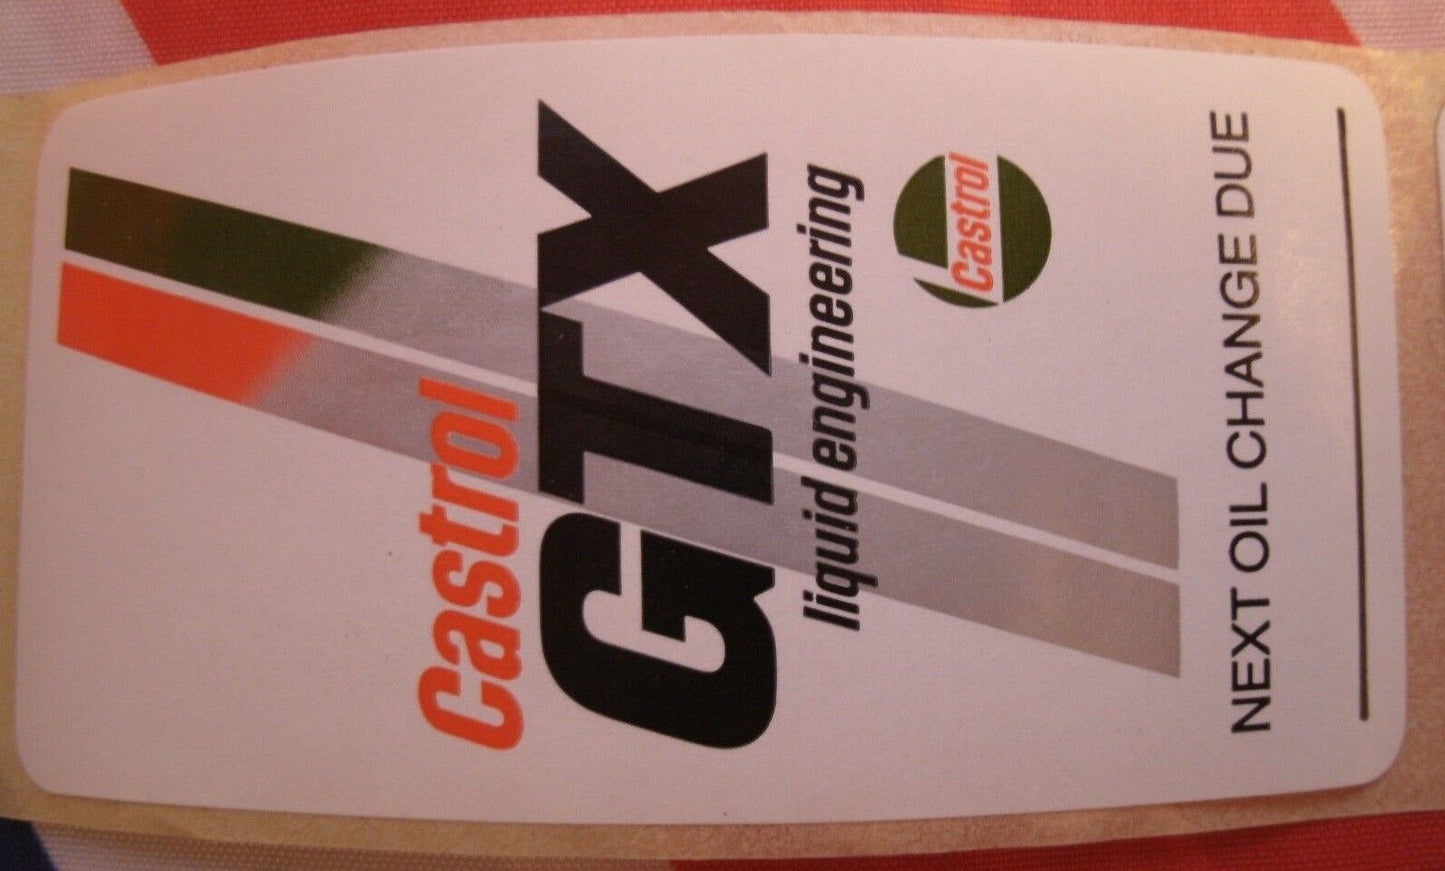 Castrol
GTX
liquid engineering
Castrol
NEXT OIL CHANGE DUE